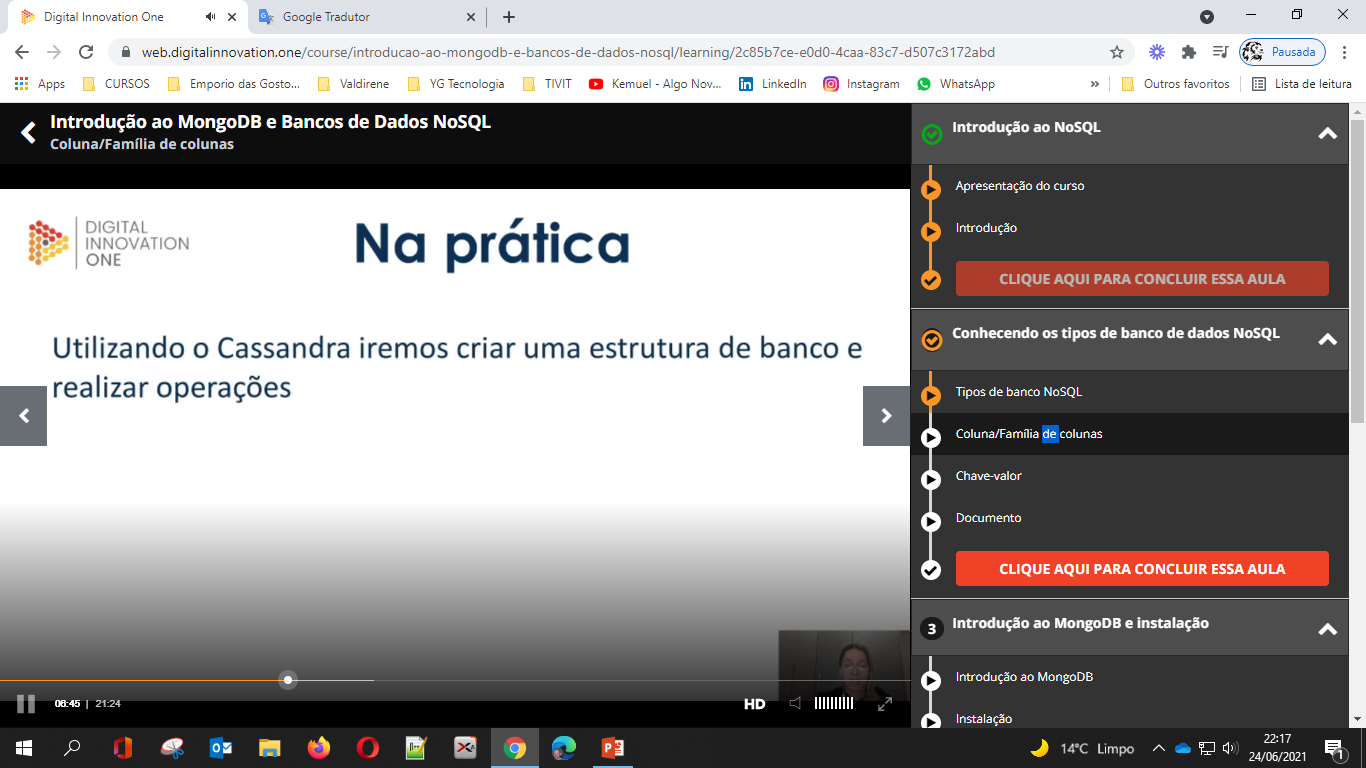 Digital Innovation One
Google Tradutor
web.digitalinnovation.one/course/introducao-ao-mongodb-e-bancos-de-dados-nosql/learning/2c85b7ce-e0d0-4caa-83c7-d507c3172abd
Pausada
Apps
CURSOS
Emporio das Gosto...
Valdirene
YG Tecnologia
TIVIT
Kemuel - Algo Nov...
LinkedIn
Instagram
WhatsApp
»
Outros favoritos
Lista de leitura
Introdução ao MongoDB e Bancos de Dados NoSQL
Coluna/Família de colunas
DIGITAL
INNOVATION
ONE
Na prática
Utilizando o Cassandra iremos criar uma estrutura de banco e
realizar operações
08:45 | 21:24
HD
Introdução ao NoSQL
Apresentação do curso
Introdução
CLIQUE AQUI PARA CONCLUIR ESSA AULA
Conhecendo os tipos de banco de dados NoSQL
Tipos de banco NoSQL
Coluna/Família de colunas
Chave-valor
Documento
CLIQUE AQUI PARA CONCLUIR ESSA AULA
3 Introdução ao MongoDB e instalação
Introdução ao MongoDB
Instalação
14°C Limpo
22:17
24/06/2021
1